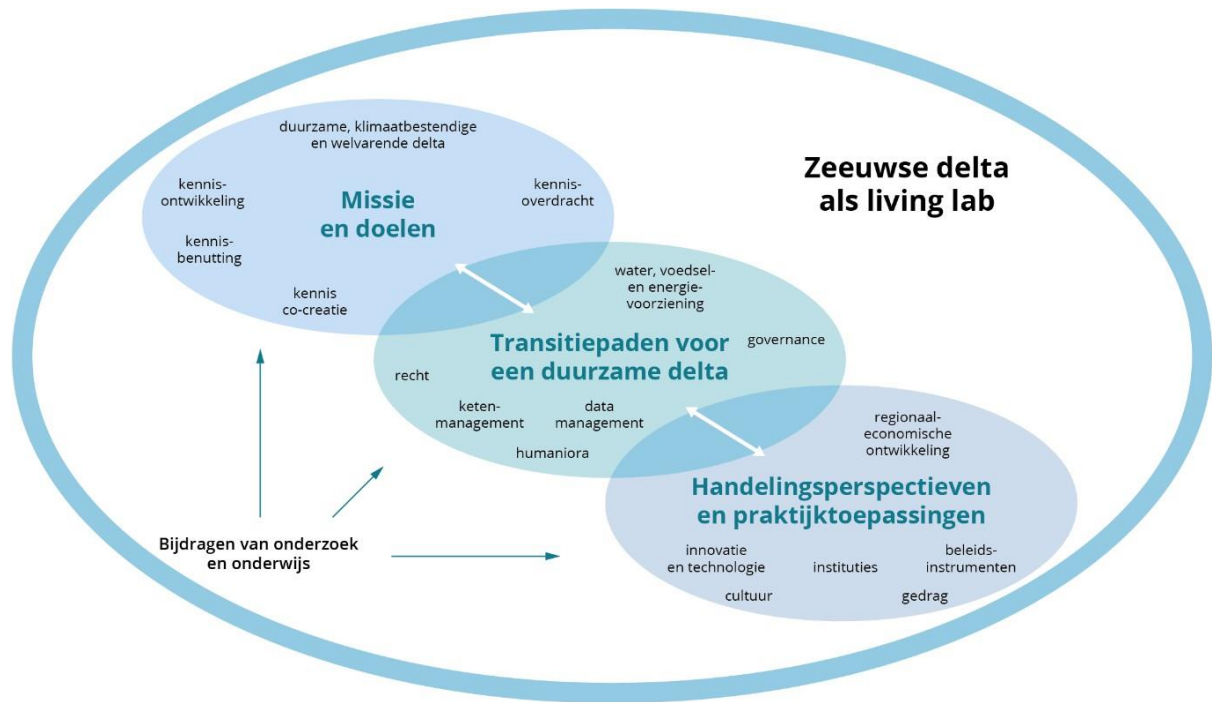 duurzame, klimaatbestendige
en welvarende delta
kennis-
ontwikkeling
Missie
en doelen
kennis-
overdracht
kennis-
benutting
kennis
co-creatie
Zeeuwse delta
als living lab
water, voedsel-
en energie-
voorziening
Transitiepaden voor
een duurzame delta
governance
recht
keten-
management
data
management
humaniora
regionaal-
economische
ontwikkeling
Handelingsperspectieven
en praktijktoepassingen
innovatie
en technologie
instituties
beleids-
instrumenten
cultuur
gedrag
Bijdragen van onderzoek
en onderwijs